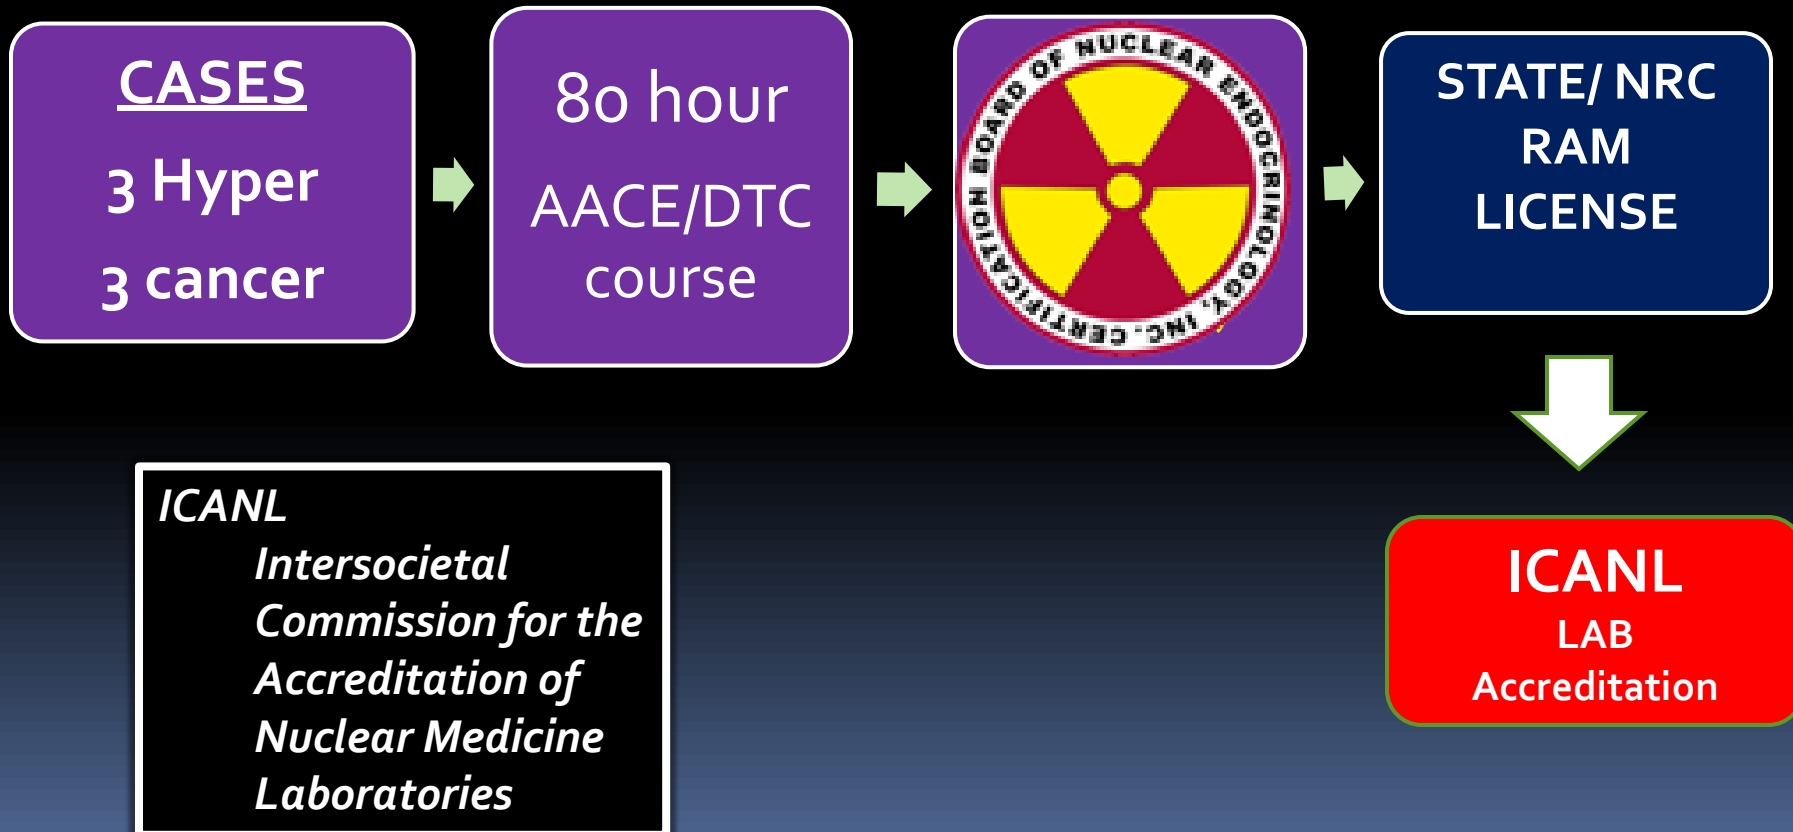 CASES
3 Hyper
3 cancer
80 hour
AACE/DTC
course
CERTIFICATION BOARD OF NUCLEAR ENDOCRINOLOGY, INC.
STATE/ NRC
RAM
LICENSE
ICANL
LAB
Accreditation
ICANL
Intersocietal
Commission for the
Accreditation of
Nuclear Medicine
Laboratories